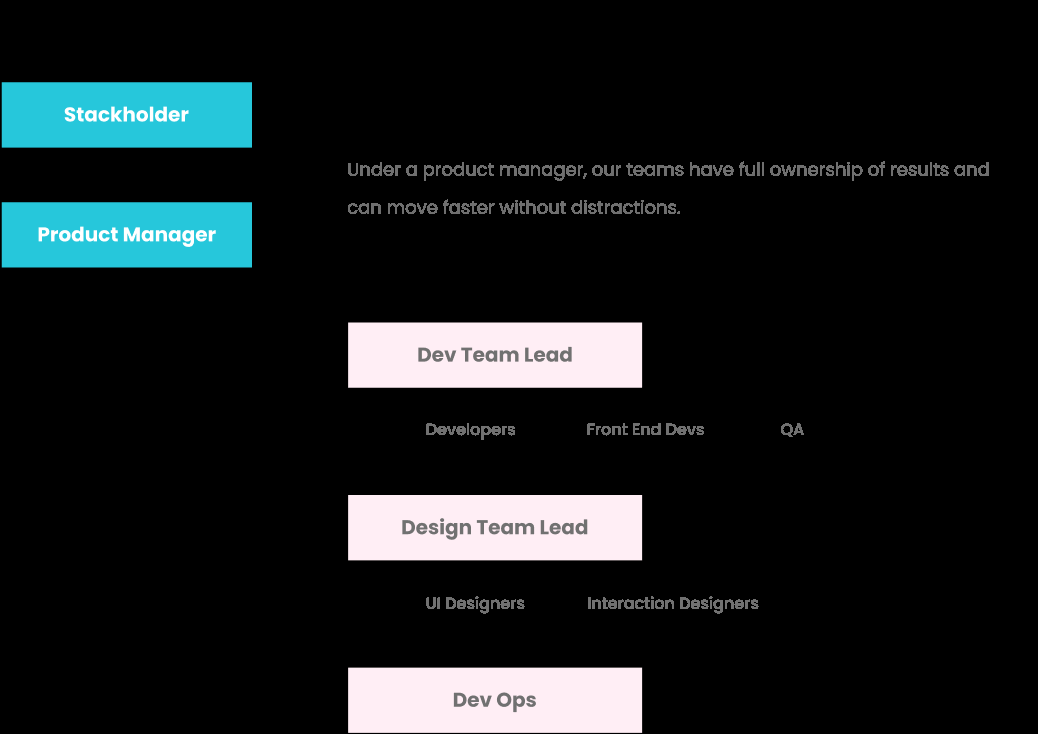 Stackholder
Under a product manager, our teams have full ownership of results and
can move faster without distractions.
Product Manager
Dev Team Lead
Developers Front End Devs QA
Design Team Lead
UI Designers Interaction Designers
Dev Ops